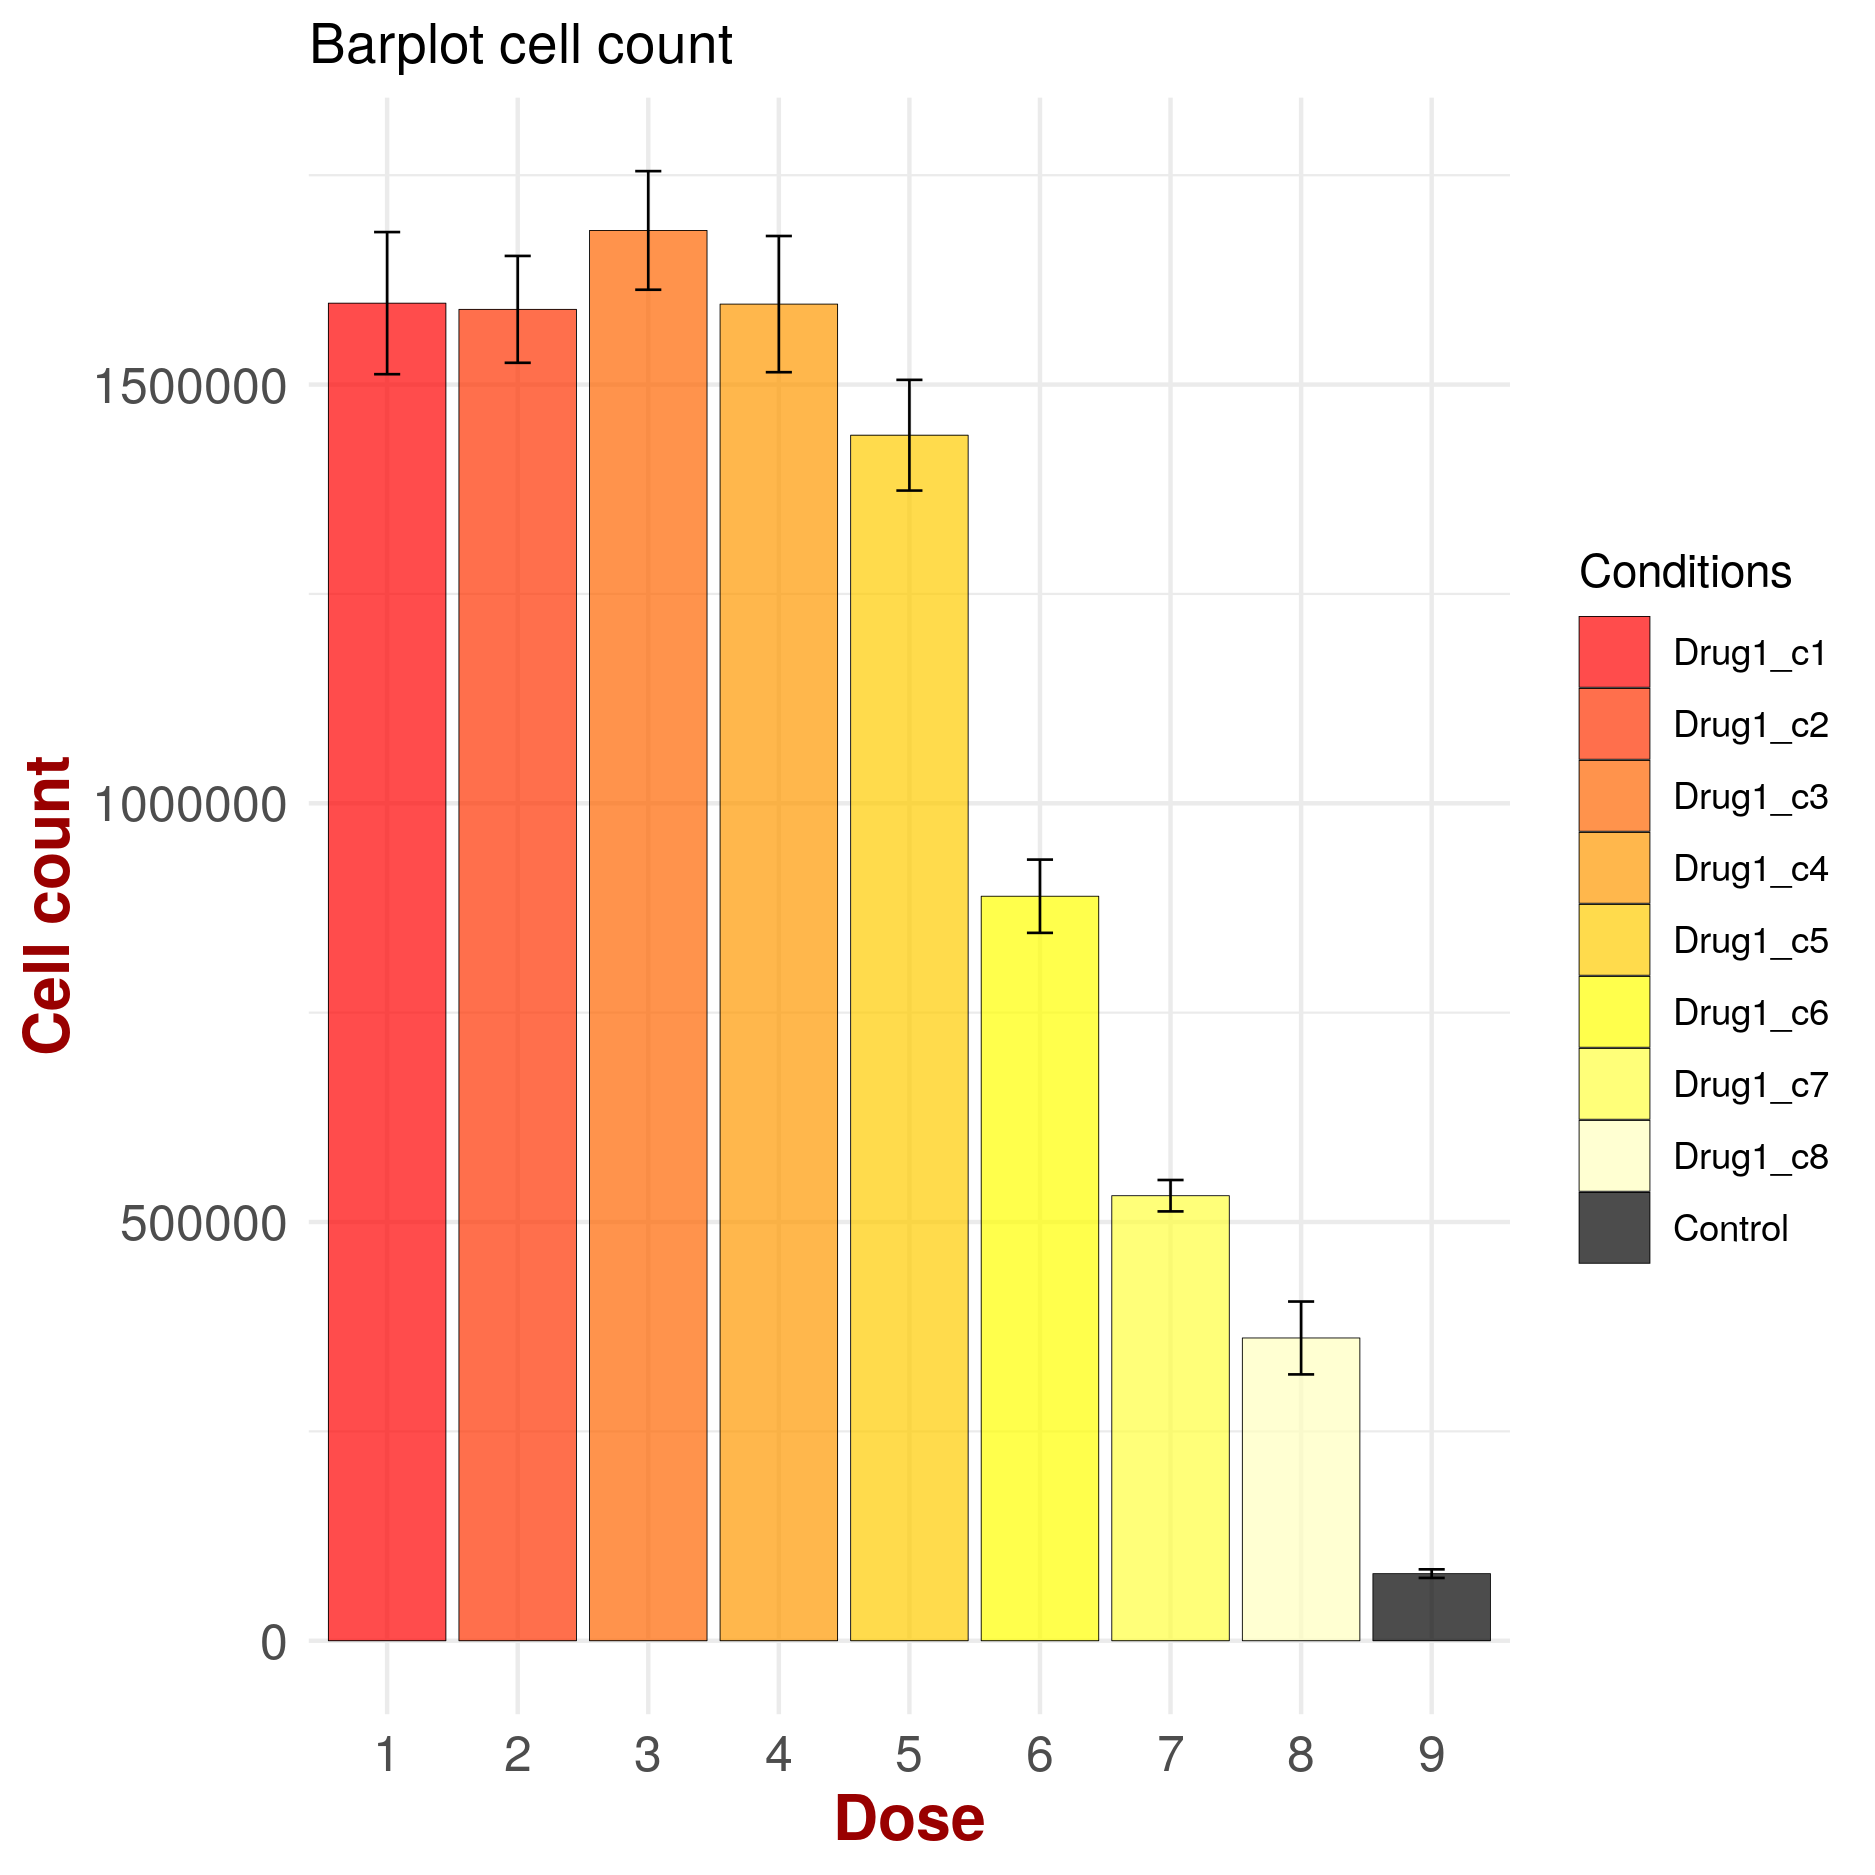 Barplot cell count
Cell count
1500000
1000000
500000
0
1 2 3 4 5 6 7 8 9
Dose
Conditions
Drug1_c1
Drug1_c2
Drug1_c3
Drug1_c4
Drug1_c5
Drug1_c6
Drug1_c7
Drug1_c8
Control